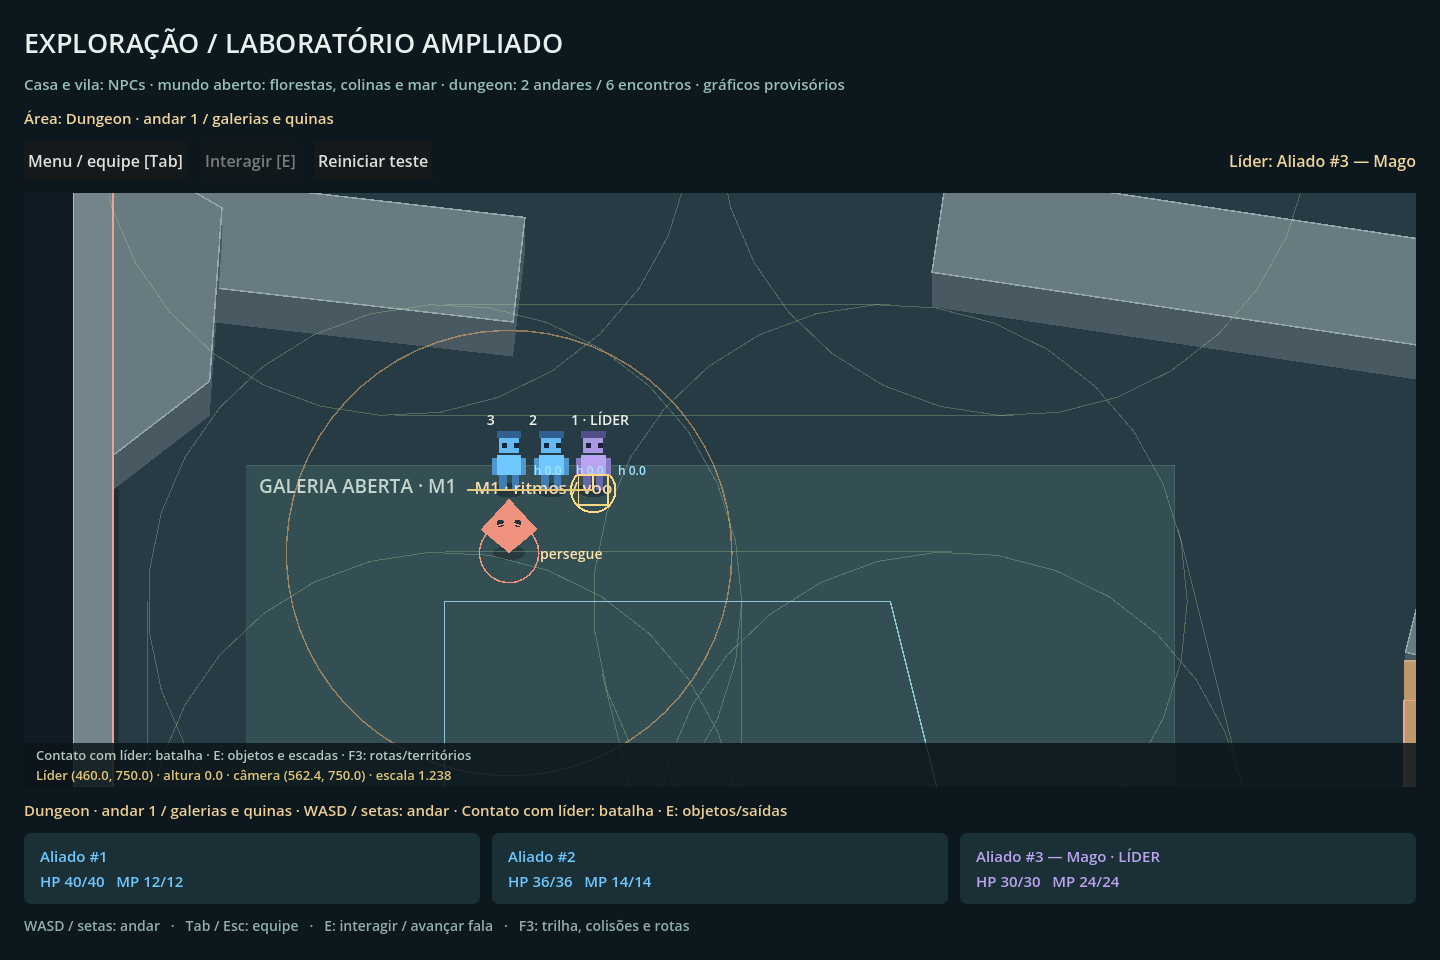 EXPLORAÇÃO / LABORATÓRIO AMPLIADO
Casa e vila: NPCs · mundo aberto: florestas, colinas e mar · dungeon: 2 andares / 6 encontros · gráficos provisórios
Área: Dungeon · andar 1 / galerias e quinas
Menu / equipe [Tab] Interagir [E] Reiniciar teste Líder: Aliado #3 — Mago
3 2 1 · LÍDER
h 0.0 h 0.0 h 0.0
GALERIA ABERTA · M1 M1 · ritmos / voo
persegue
Contato com líder: batalha · E: objetos e escadas · F3: rotas/territórios
Líder (460.0, 750.0) · altura 0.0 · câmera (562.4, 750.0) · escala 1.238
Dungeon · andar 1 / galerias e quinas · WASD / setas: andar · Contato com líder: batalha · E: objetos/saídas
Aliado #1 Aliado #2 Aliado #3 — Mago · LÍDER
HP 40/40 MP 12/12 HP 36/36 MP 14/14 HP 30/30 MP 24/24
WASD / setas: andar · Tab / Esc: equipe · E: interagir / avançar fala · F3: trilha, colisões e rotas